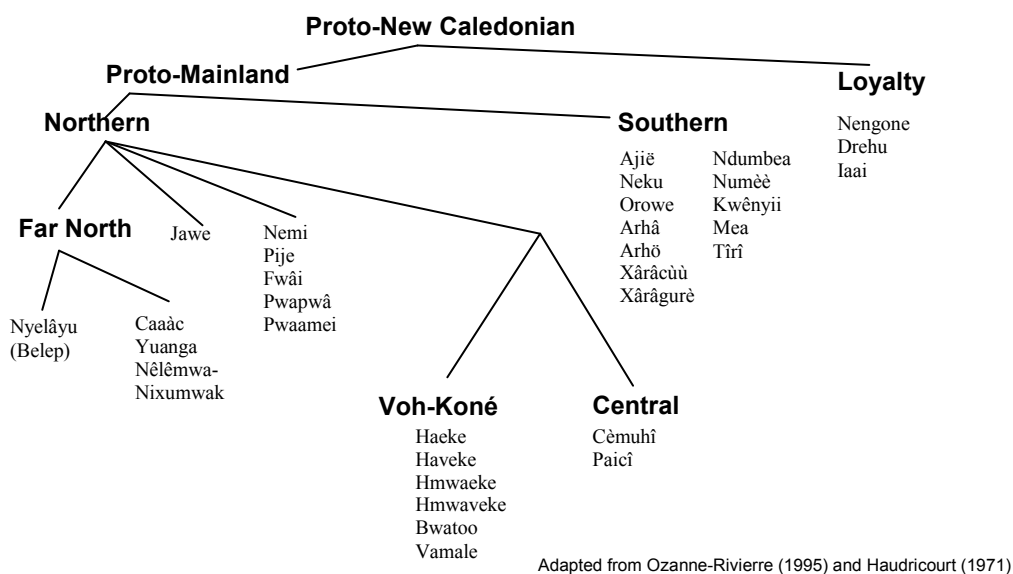 Proto-New Caledonian
Proto-Mainland
Loyalty
Nengone
Drehu
Iaai
Northern
Southern
Ajië
Neku
Orowe
Arhâ
Arhö
Xârâcùù
Xârâgurè
Ndumbea
Numèè
Kwênyii
Mea
Tîrî
Far North
Jawe
Nemi
Pije
Fwâi
Pwapwâ
Pwaamei
Nyelâyu
(Belep)
Caaàc
Yuanga
Nêlêmwa-
Nixumwak
Voh-Koné
Haeke
Haveke
Hmwaeke
Hmwaveke
Bwatoo
Vamale
Central
Cèmuhî
Paicî
Adapted from Ozanne-Rivierre (1995) and Haudricourt (1971)